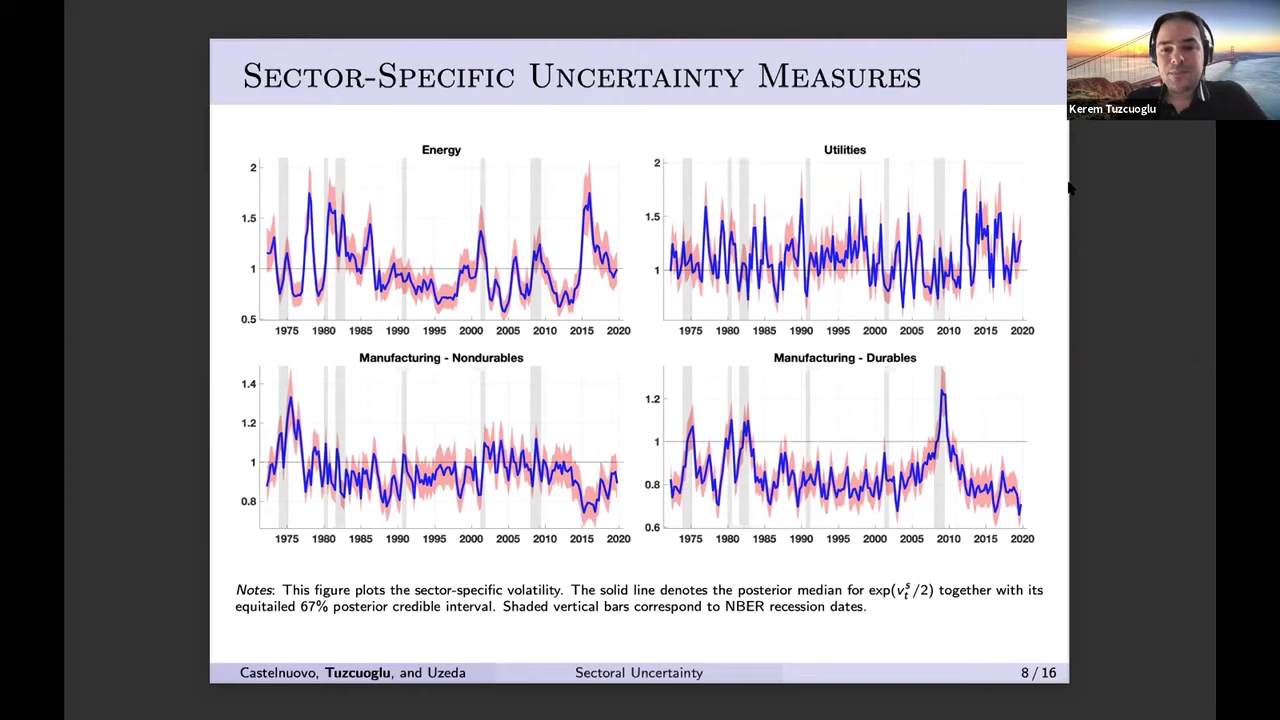 SECTOR-SPECIFIC UNCERTAINTY MEASURES
Kerem Tuzcuoglu
Energy
2
1.5
1
0.5
1975 1980 1985 1990 1995 2000 2005 2010 2015 2020
Utilities
2
1.5
1
1975 1980 1985 1990 1995 2000 2005 2010 2015 2020
Manufacturing - Nondurables
1.4
1.2
1
0.8
1975 1980 1985 1990 1995 2000 2005 2010 2015 2020
Manufacturing - Durables
1.2
1
0.8
0.6
1975 1980 1985 1990 1995 2000 2005 2010 2015 2020
Notes: This figure plots the sector-specific volatility. The solid line denotes the posterior median for exp(v_t^s/2) together with its
equitailed 67% posterior credible interval. Shaded vertical bars correspond to NBER recession dates.
Castelnuovo, Tuzcuoglu, and Uzeda Sectoral Uncertainty 8 / 16